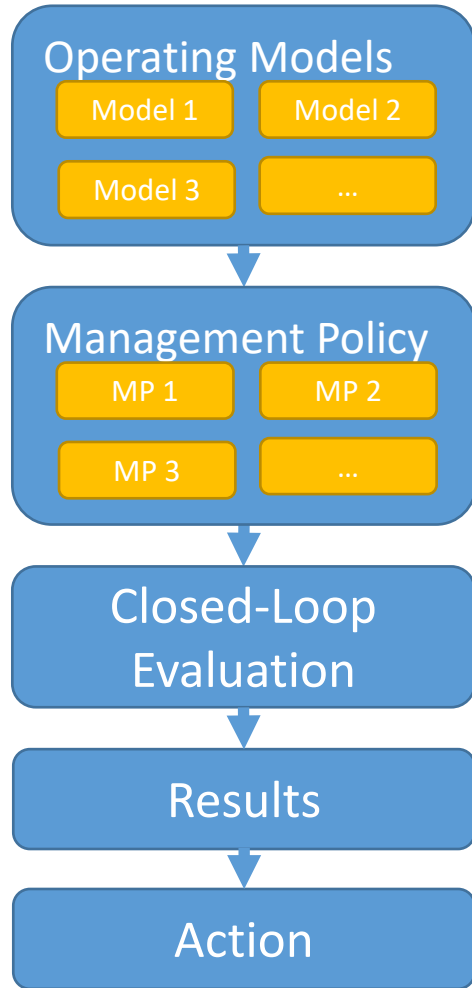 Operating Models
Model 1
Model 2
Model 3
...
Management Policy
MP 1
MP 2
MP 3
...
Closed-Loop
Evaluation
Results
Action